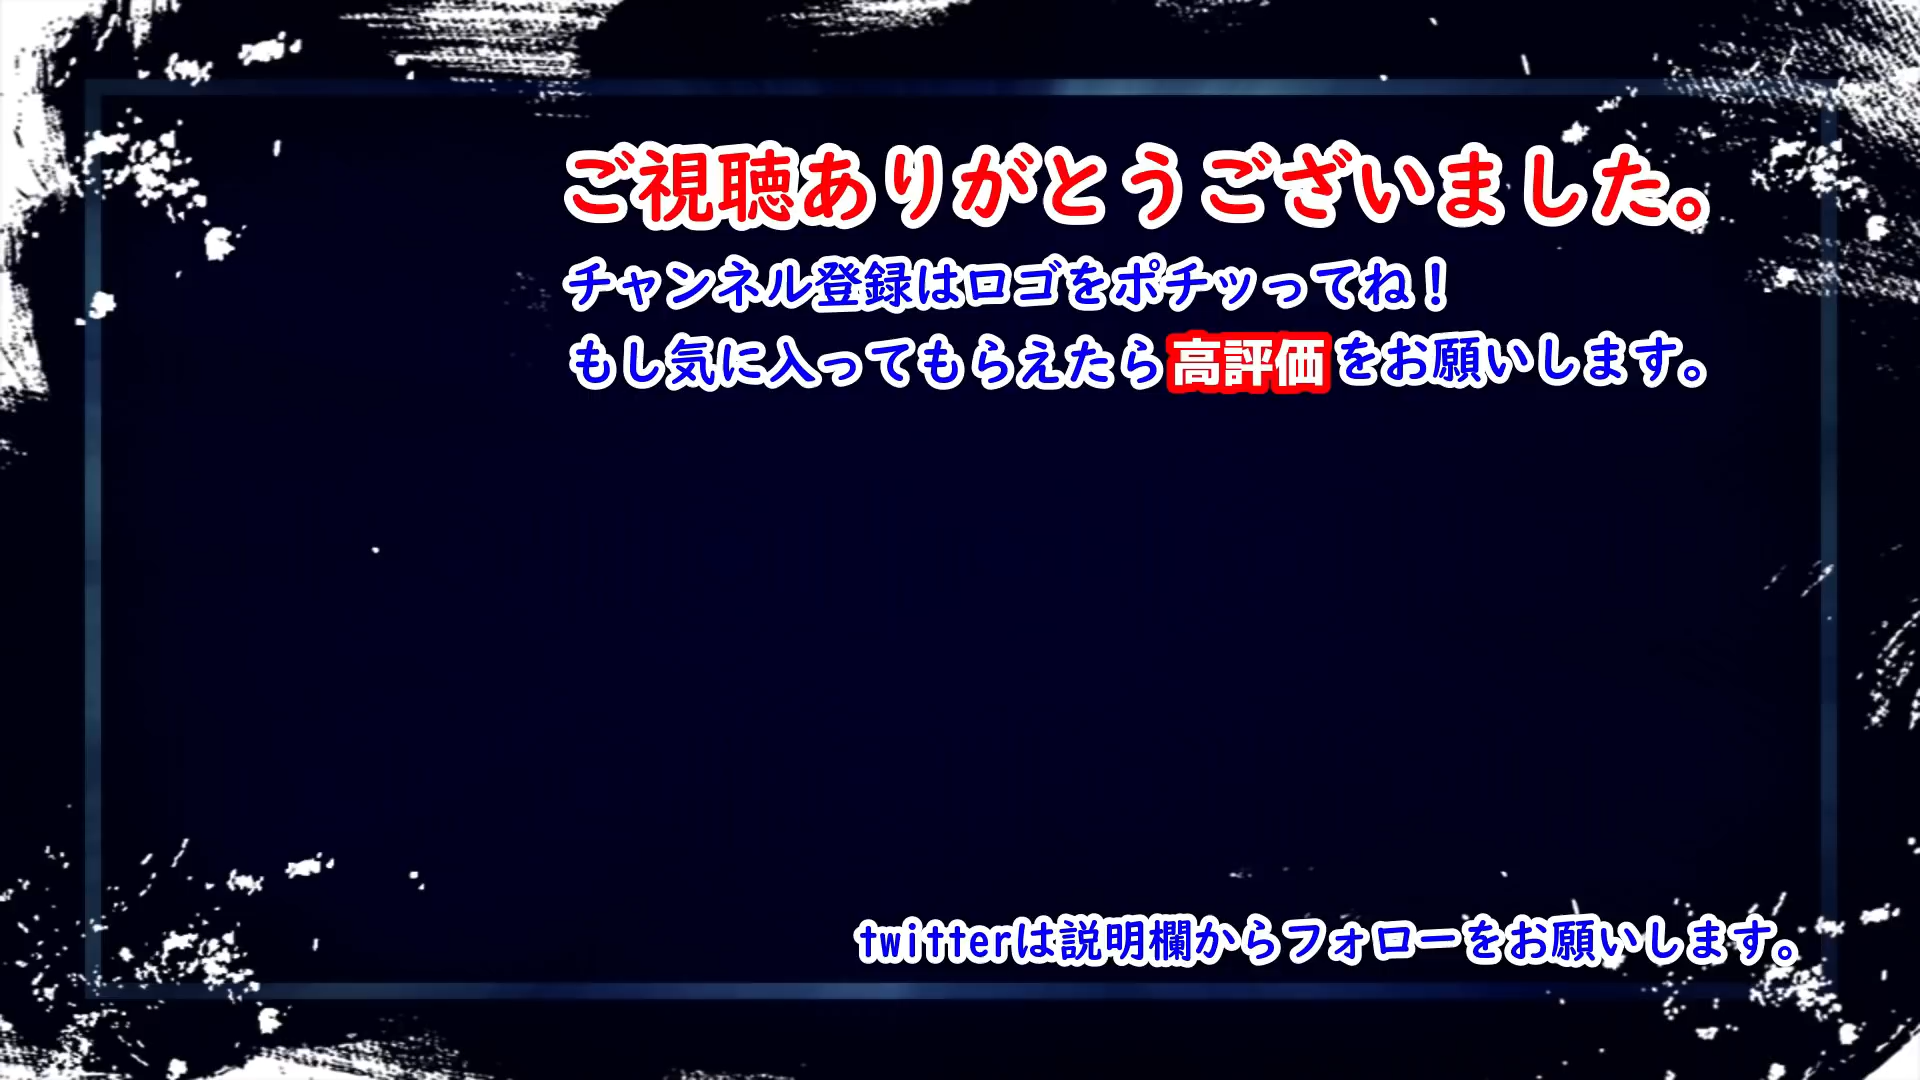 ご視聴ありがとうございました。
チャンネル登録はロゴをポチッってね！
もし気に入ってもらえたら高評価をお願いします。
twitterは説明欄からフォローをお願いします。